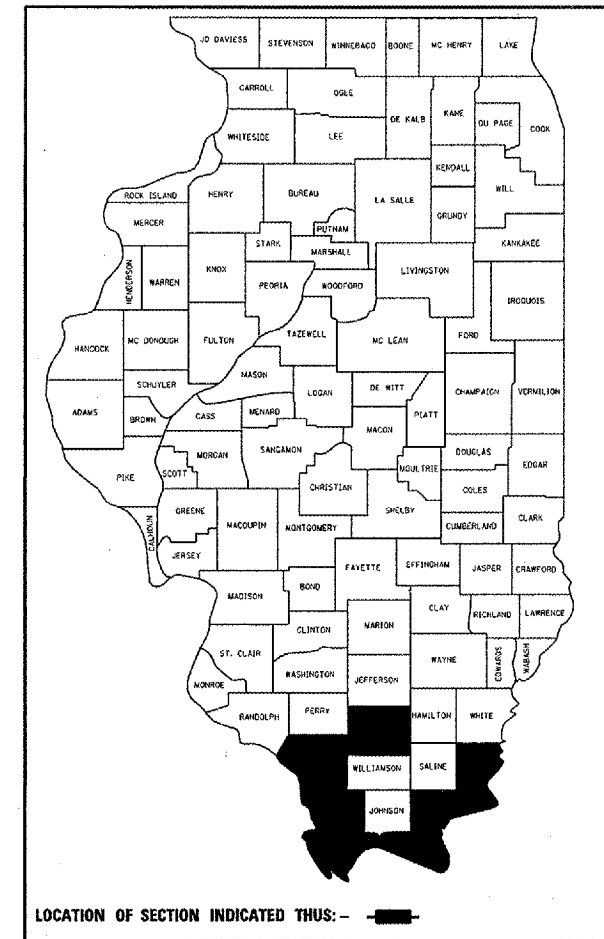 JO DAVIESS STEVENSON WINNEBAGO BOONE MC HENRY LAKE
CARROLL OGLE DE KALB KANE DU PAGE COOK
WHITESIDE LEE KENDALL WILL
ROCK ISLAND HENRY BUREAU LA SALLE GRUNDY
MERCER PUTNAM KANKAKEE
STARK MARSHALL
HENDERSON WARREN KNOX PEORIA WOODFORD LIVINGSTON IROQUOIS
HANCOCK MC DONOUGH FULTON TAZEWELL MC LEAN FORD
SCHUYLER MASON LOGAN DE WITT CHAMPAIGN VERMILION
ADAMS BROWN CASS MENARD MACON PIATT
PIKE SCOTT MORGAN SANGAMON MOULTRIE DOUGLAS EDGAR
CHRISTIAN COLES
CALHOUN GREENE MACOUPIN MONTGOMERY SHELBY CUMBERLAND CLARK
JERSEY
MADISON BOND FAYETTE EFFINGHAM JASPER CRAWFORD
CLINTON MARION CLAY RICHLAND LAWRENCE
ST. CLAIR WASHINGTON JEFFERSON WAYNE EDWARDS WABASH
MONROE
RANDOLPH PERRY HAMILTON WHITE
WILLIAMSON SALINE
JOHNSON
LOCATION OF SECTION INDICATED THUS:-